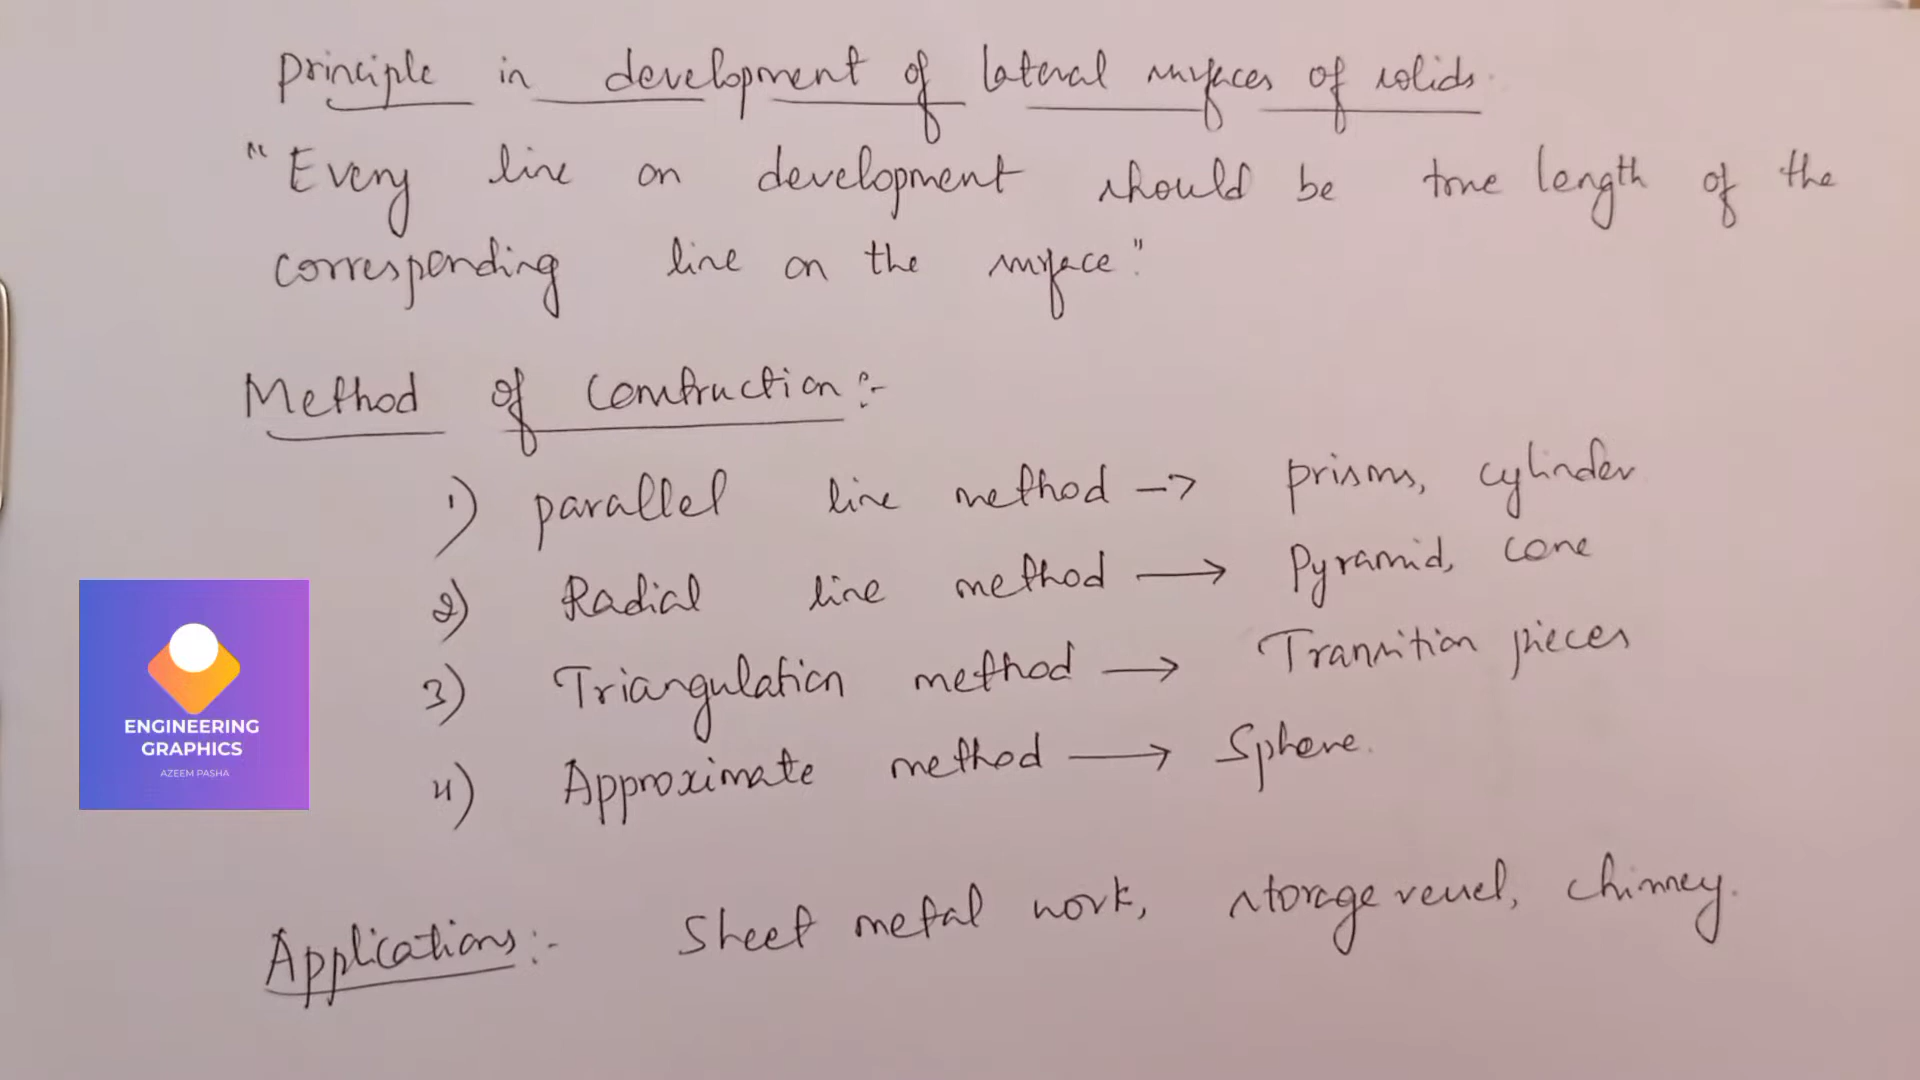 Principle in development of lateral surfaces of solids.
"Every line on development should be true length of the
corresponding line on the surface"
Method of Construction :-
1) parallel line method -> prisms, cylinder
2) Radial line method → Pyramid, cone
3) Triangulation method → Transition pieces
4) Approximate method → Sphere.
ENGINEERING
GRAPHICS
AZEEM PASHA
Applications :- Sheet metal work, storage vessel, chimney.